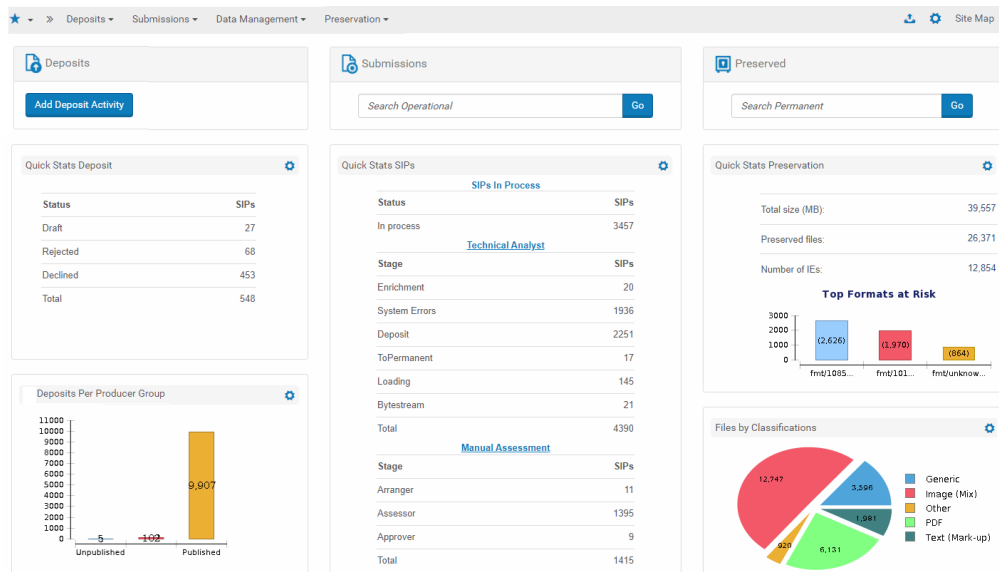 Deposits Submissions Data Management Preservation Site Map
Deposits
Add Deposit Activity
Submissions
Search Operational Go
Preserved
Search Permanent Go
Quick Stats Deposit
Status SIPs
Draft 27
Rejected 68
Declined 453
Total 548
Deposits Per Producer Group
11000
10000
9000
8000
7000
6000
5000
4000
3000
2000
1000
0
5
102
9,907
Unpublished Published
Quick Stats SIPs
SIPs In Process
Status SIPs
In process 3457
Technical Analyst
Stage SIPs
Enrichment 20
System Errors 1936
Deposit 2251
ToPermanent 17
Loading 145
Bytestream 21
Total 4390
Manual Assessment
Stage SIPs
Arranger 11
Assessor 1395
Approver 9
Total 1415
Quick Stats Preservation
Total size (MB): 39,557
Preserved files: 26,371
Number of IEs: 12,854
Top Formats at Risk
3000
2000
1000
0
(2,626)
(1,970)
(864)
fmt/1085... fmt/101... fmt/unknow...
Files by Classifications
12,747
3,596
1,981
6,131
920
Generic
Image (Mix)
Other
PDF
Text (Mark-up)